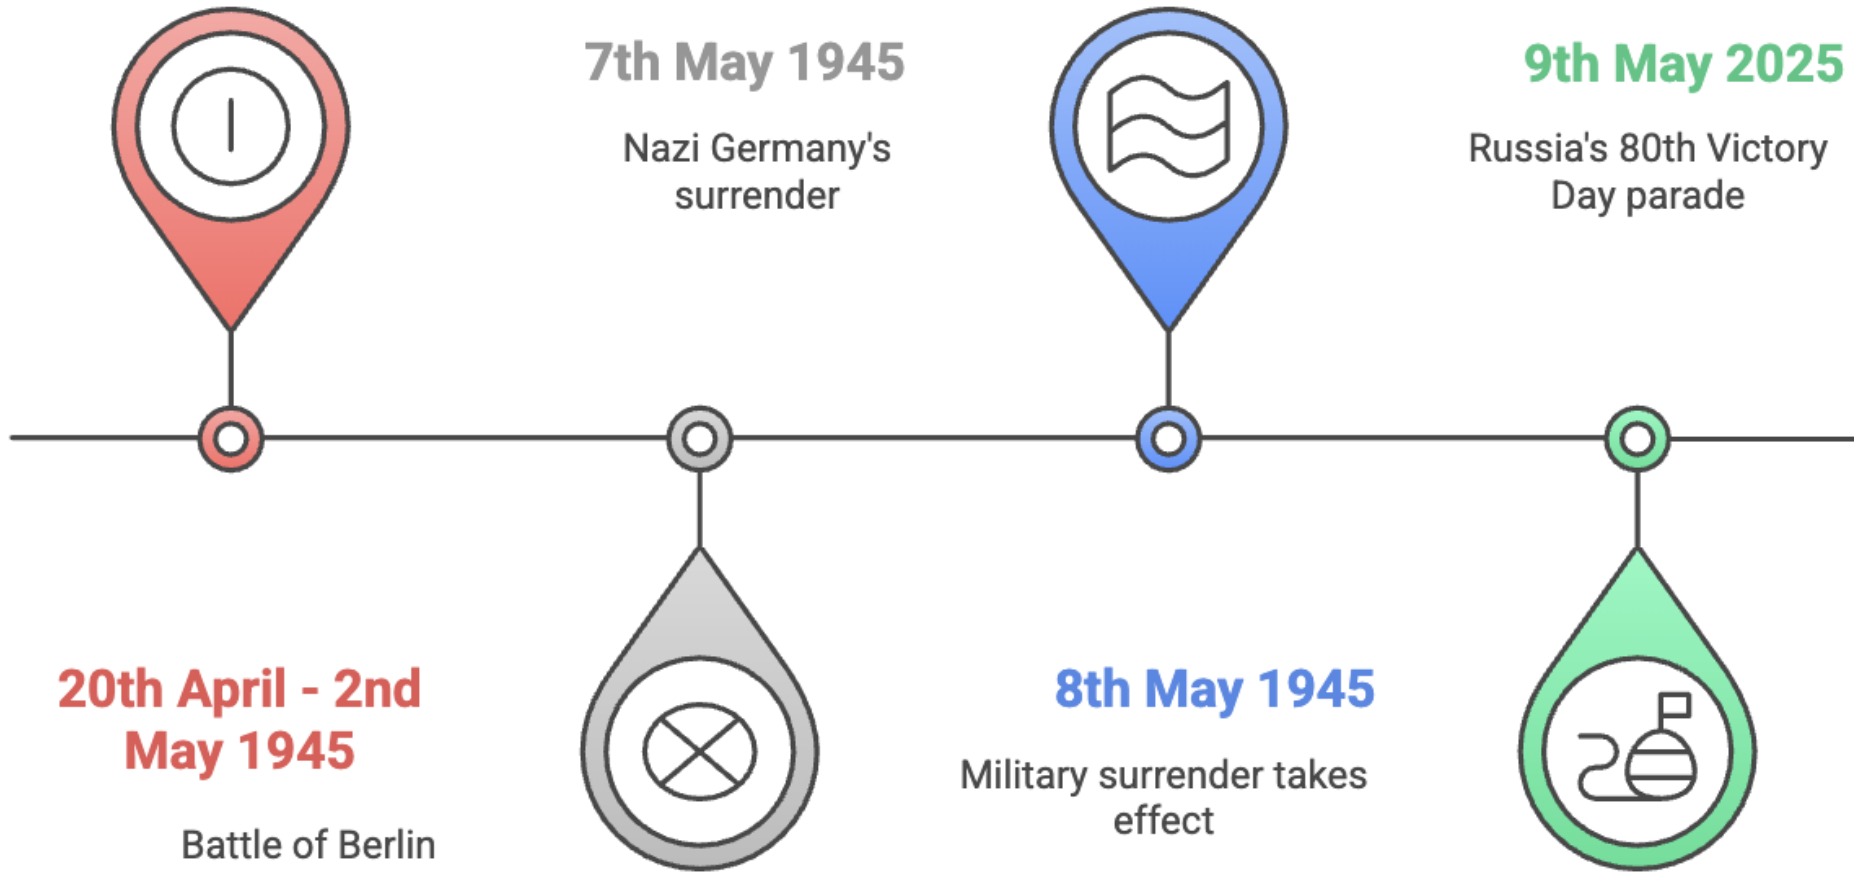 20th April - 2nd
May 1945
Battle of Berlin
7th May 1945
Nazi Germany's
surrender
8th May 1945
Military surrender takes
effect
9th May 2025
Russia's 80th Victory
Day parade